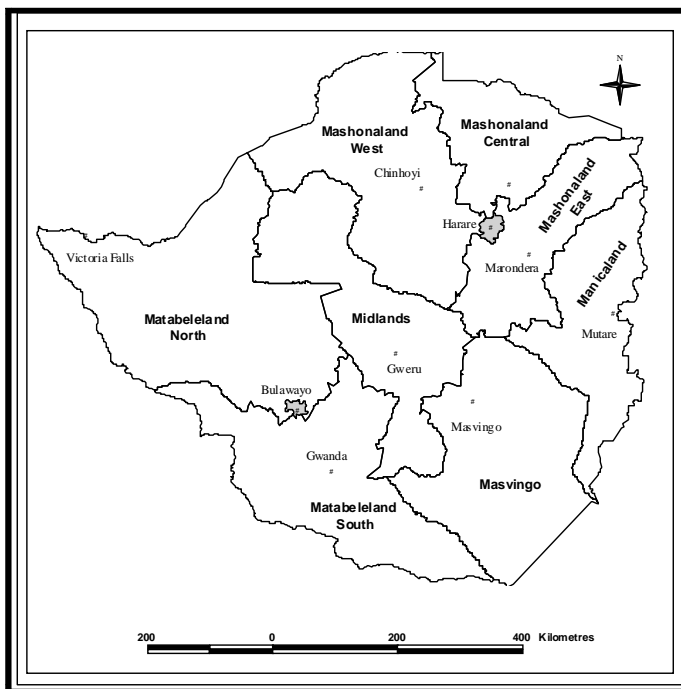 N
Mashonaland
Central
Mashonaland
West
Chinhoyi
#
#
Mashonaland
East
Harare
#
Marondera
#
Manicaland
Victoria Falls
#
Matabeleland
North
Midlands
#
Mutare
#
Gweru
Bulawayo
#
#
Masvingo
Gwanda
#
Masvingo
Matabeleland
South
200 0 200 400 Kilometres